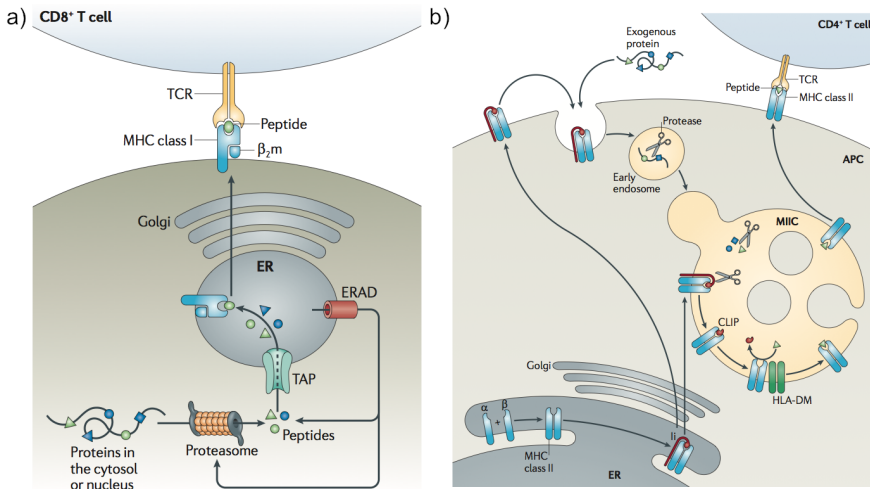 a)
CD8⁺ T cell
TCR
Peptide
MHC class I
β₂m
Golgi
ER
ERAD
TAP
Peptides
Proteins in
the cytosol
or nucleus
Proteasome
b)
CD4⁺ T cell
Exogenous
protein
TCR
Peptide
MHC class II
Protease
Early
endosome
APC
MIIC
CLIP
HLA-DM
Golgi
α
+
β
MHC
class II
Ii
ER